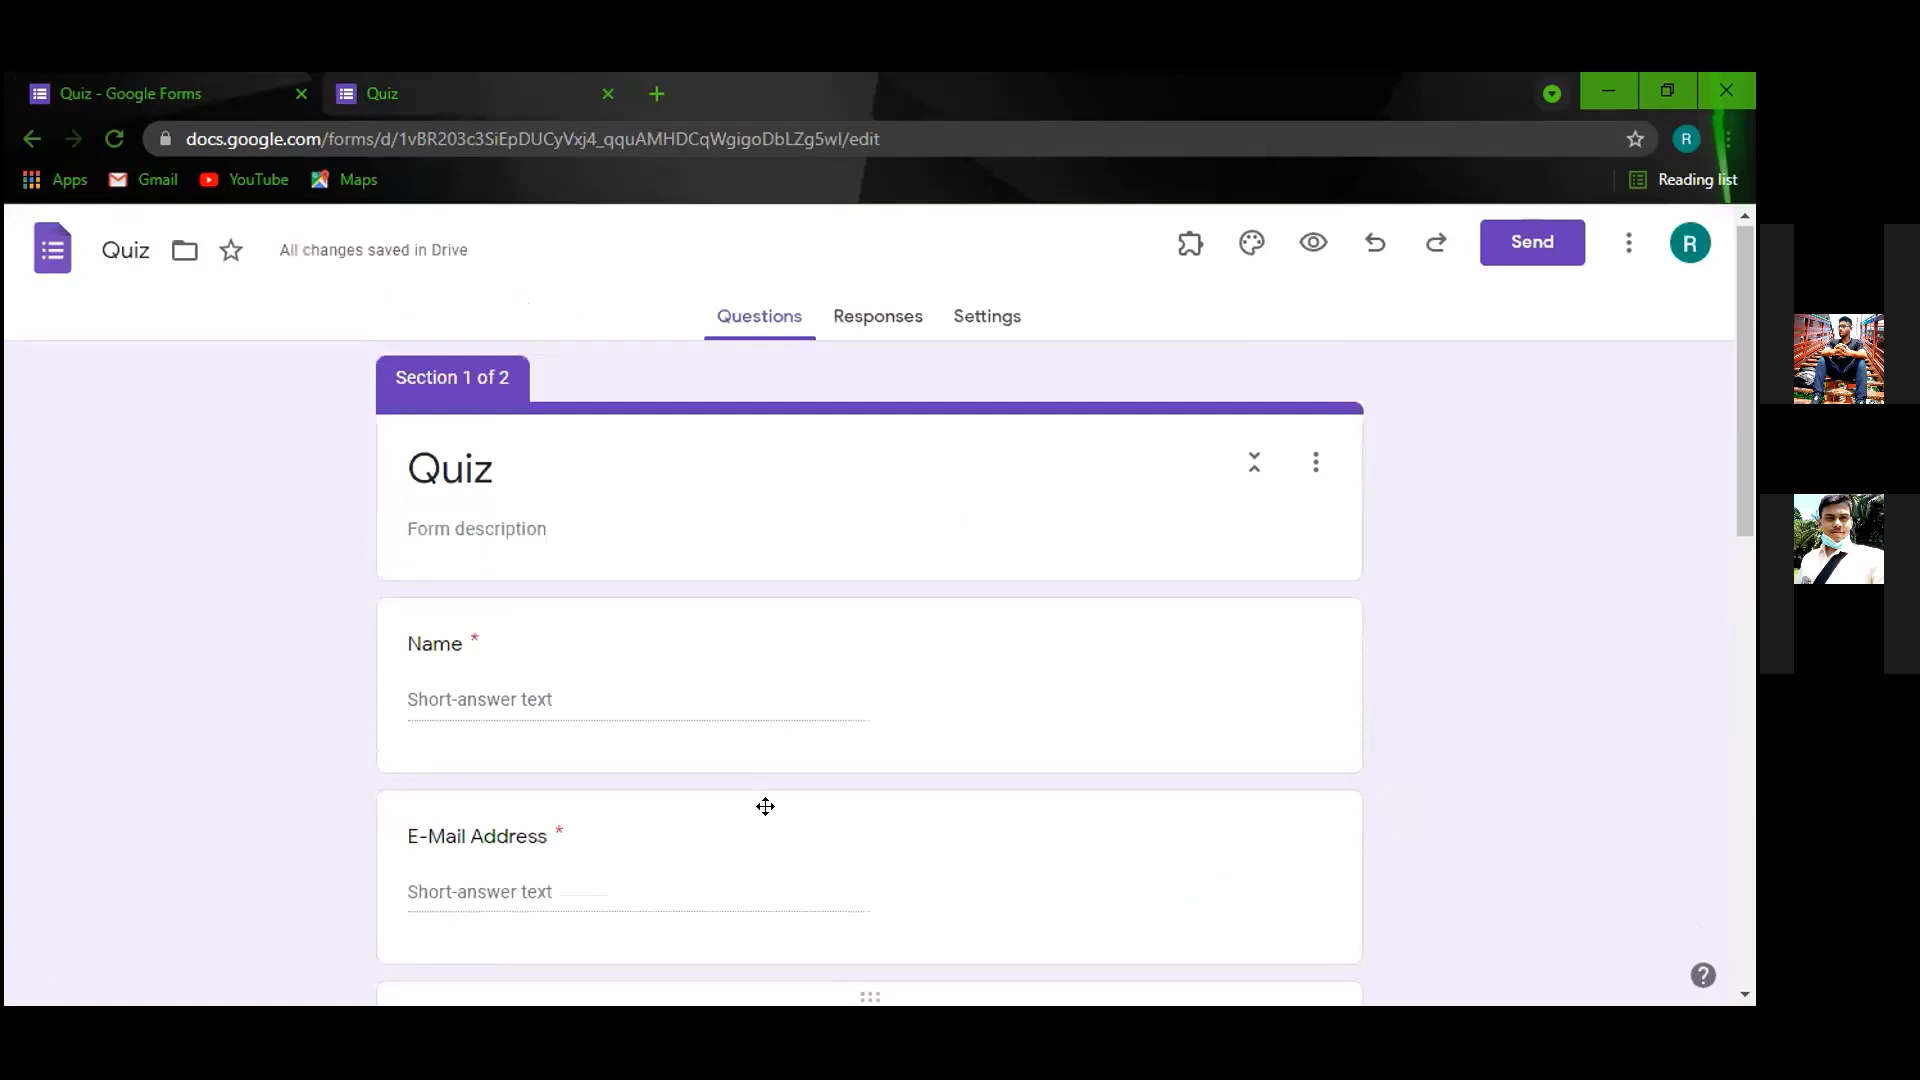 Quiz - Google Forms
Quiz
docs.google.com/forms/d/1vBR203c3SiEpDUCyVxj4_qquAMHDCqWgigoDbLZg5wI/edit
R
Apps
Gmail
YouTube
Maps
Reading list
Quiz
All changes saved in Drive
Send
R
Questions
Responses
Settings
Section 1 of 2
Quiz
Form description
Name *
Short-answer text
E-Mail Address *
Short-answer text